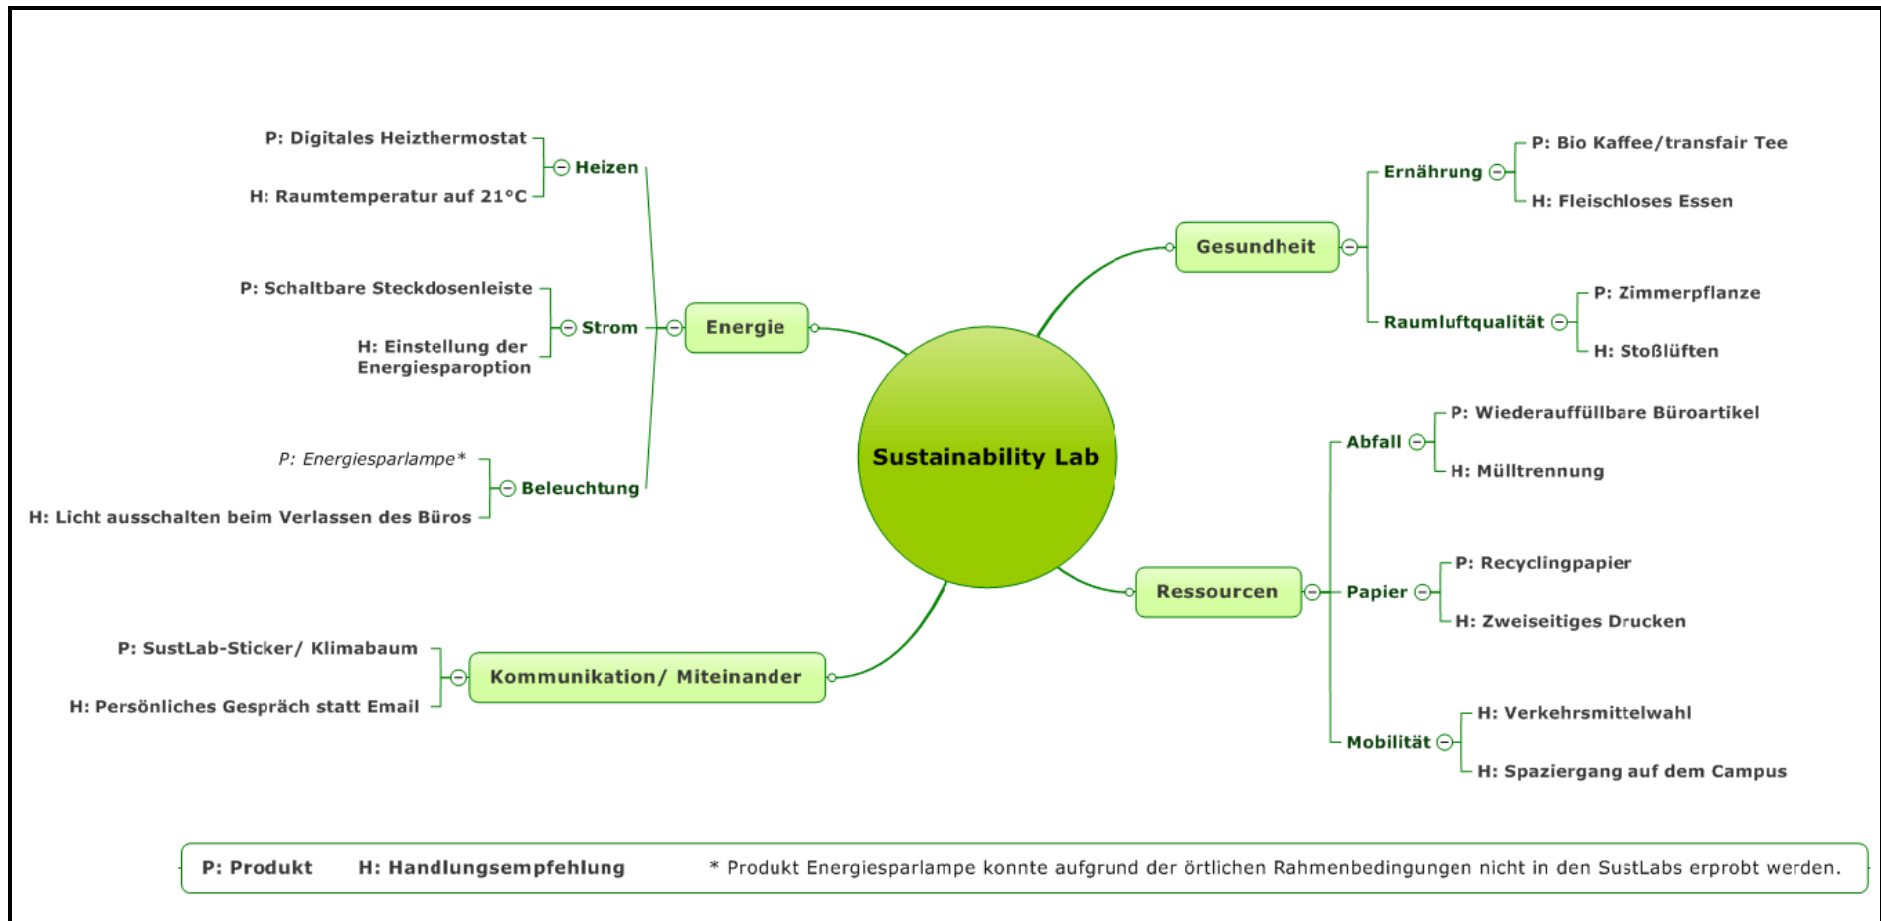 P: Digitales Heizthermostat
Heizen
H: Raumtemperatur auf 21°C
P: Schaltbare Steckdosenleiste
Strom
H: Einstellung der
Energiesparoption
P: Energiesparlampe*
Beleuchtung
H: Licht ausschalten beim Verlassen des Büros
Energie
P: SustLab-Sticker/ Klimabaum
H: Persönliches Gespräch statt Email
Kommunikation/ Miteinander
Sustainability Lab
Gesundheit
Ernährung
P: Bio Kaffee/transfair Tee
H: Fleischloses Essen
Raumluftqualität
P: Zimmerpflanze
H: Stoßlüften
Ressourcen
Abfall
P: Wiederauffüllbare Büroartikel
H: Mülltrennung
Papier
P: Recyclingpapier
H: Zweiseitiges Drucken
Mobilität
H: Verkehrsmittelwahl
H: Spaziergang auf dem Campus
P: Produkt H: Handlungsempfehlung * Produkt Energiesparlampe konnte aufgrund der örtlichen Rahmenbedingungen nicht in den SustLabs erprobt werden.